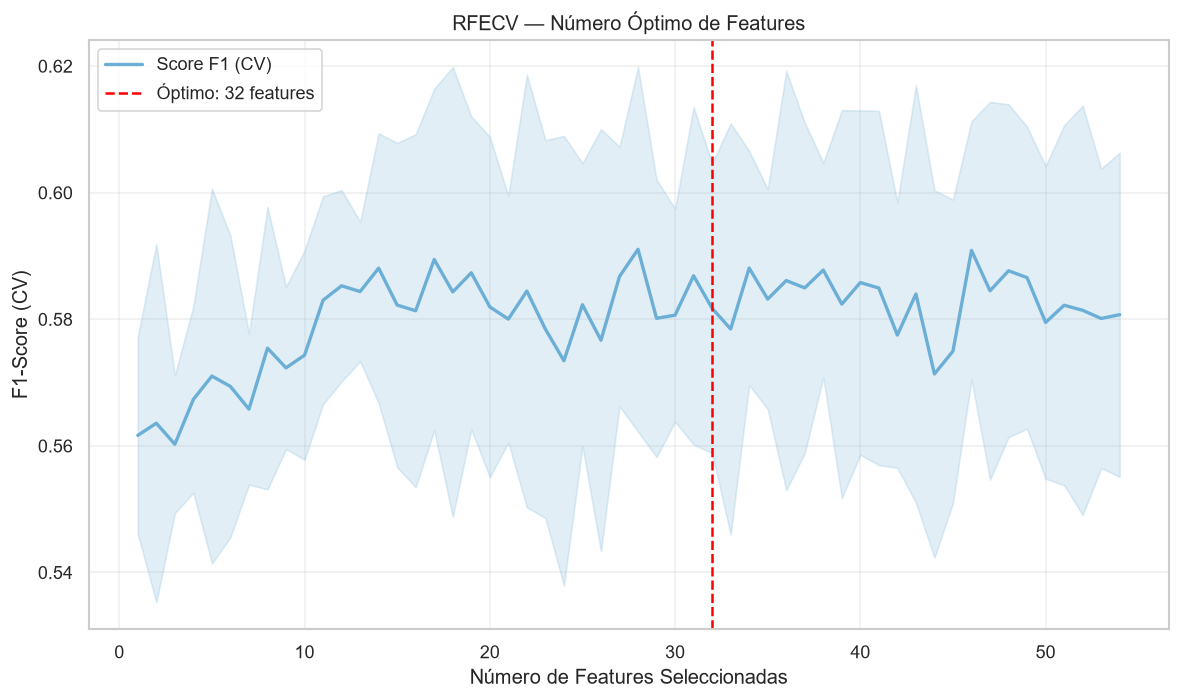 RFECV — Número Óptimo de Features
Score F1 (CV)
Óptimo: 32 features
F1-Score (CV)
0.62
0.60
0.58
0.56
0.54
0 10 20 30 40 50
Número de Features Seleccionadas